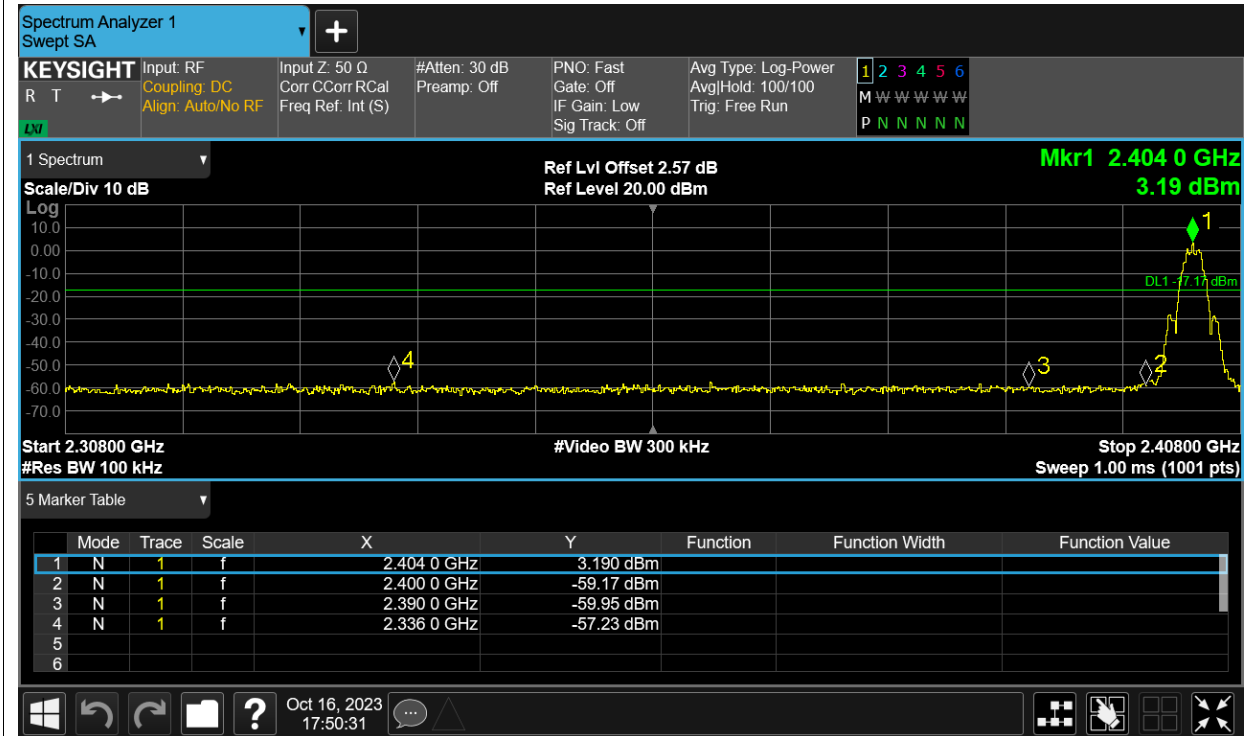 Spectrum Analyzer 1
Swept SA
KEYSIGHT
R T
LXI
Input: RF
Coupling: DC
Align: Auto/No RF
Input Z: 50 Ω
Corr CCorr RCal
Freq Ref: Int (S)
#Atten: 30 dB
Preamp: Off
PNO: Fast
Gate: Off
IF Gain: Low
Sig Track: Off
Avg Type: Log-Power
Avg|Hold: 100/100
Trig: Free Run
1 2 3 4 5 6
M W W W W W
P N N N N N
1 Spectrum
Scale/Div 10 dB
Ref Lvl Offset 2.57 dB
Ref Level 20.00 dBm
Mkr1 2.404 0 GHz
3.19 dBm
Log
10.0
0.00
-10.0
-20.0
-30.0
-40.0
-50.0
-60.0
-70.0
1
DL1 -17.17 dBm
4
3
2
Start 2.30800 GHz
#Video BW 300 kHz
Stop 2.40800 GHz
#Res BW 100 kHz
Sweep 1.00 ms (1001 pts)
5 Marker Table
Mode Trace Scale X Y Function Function Width Function Value
1 N 1 f 2.404 0 GHz 3.190 dBm
2 N 1 f 2.400 0 GHz -59.17 dBm
3 N 1 f 2.390 0 GHz -59.95 dBm
4 N 1 f 2.336 0 GHz -57.23 dBm
5
6
?
Oct 16, 2023
17:50:31